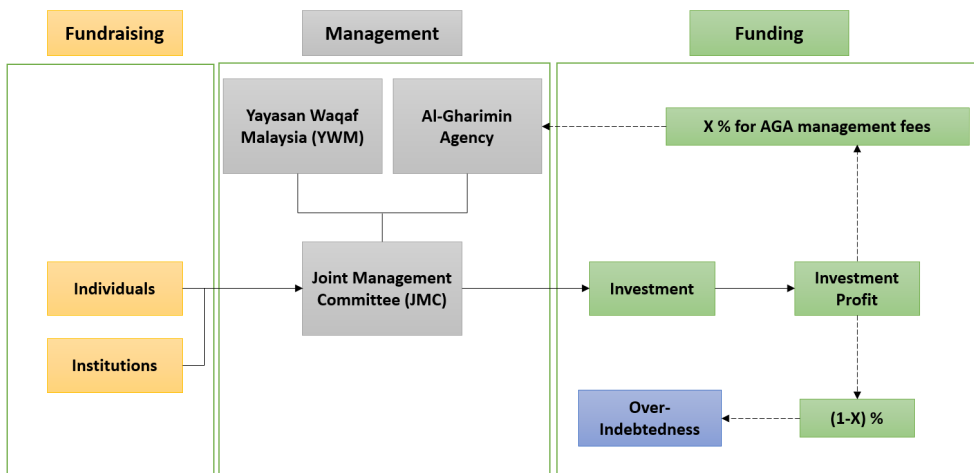 Fundraising
Management
Funding
Yayasan Waqaf
Malaysia (YWM)
Al-Gharimin
Agency
X % for AGA management fees
Individuals
Institutions
Joint Management
Committee (JMC)
Investment
Investment
Profit
Over-
Indebtedness
(1-X) %